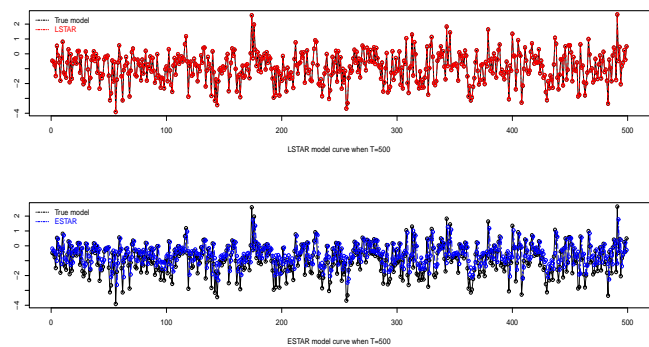 True model
LSTAR
2
1
0
−1
−2
−3
−4
0 100 200 300 400 500
LSTAR model curve when T=500
True model
ESTAR
2
0
−2
−4
0 100 200 300 400 500
ESTAR model curve when T=500